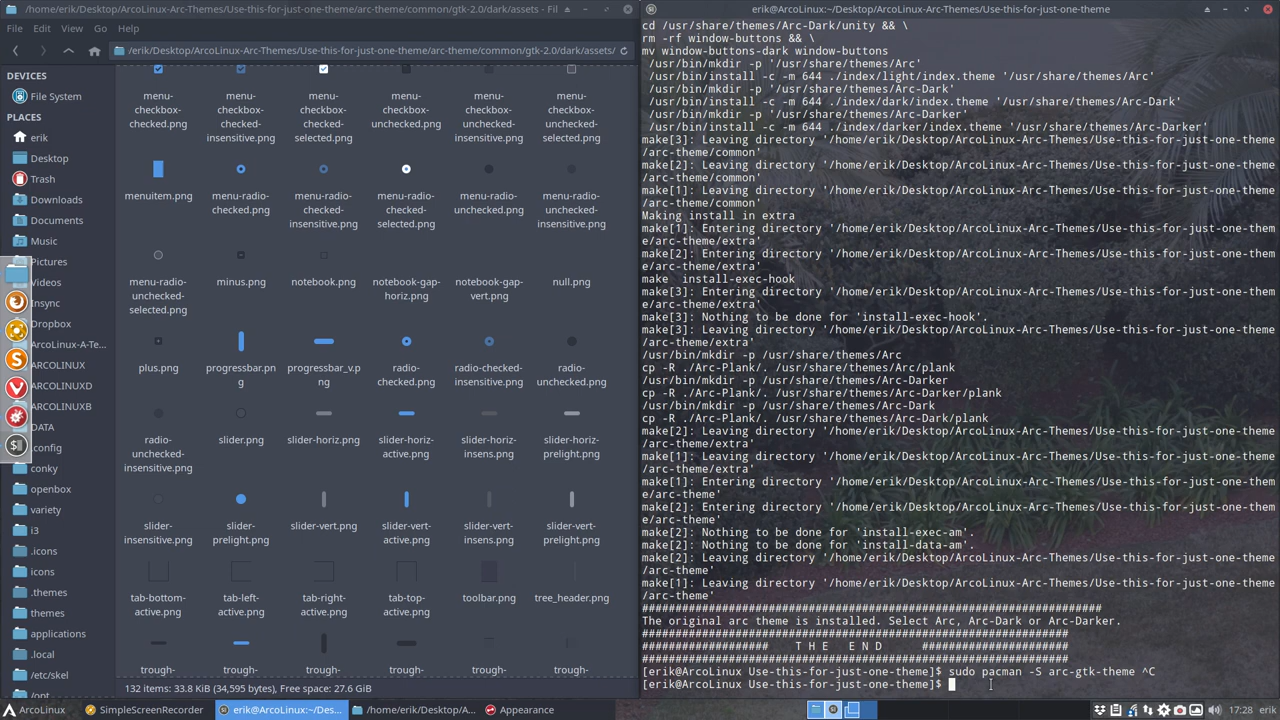 /home/erik/Desktop/ArcoLinux-Arc-Themes/Use-this-for-just-one-theme/arc-theme/common/gtk-2.0/dark/assets -
File Edit View Go Help
/erik/Desktop/ArcoLinux-Arc-Themes/Use-this-for-just-one-theme/arc-theme/common/gtk-2.0/dark/assets/
DEVICES
File System
PLACES
erik
Desktop
Trash
Downloads
Documents
Music
Pictures
Videos
Insync
Dropbox
ArcoLinux-A-Te...
ARCOLINUX
ARCOLINUXD
ARCOLINUXB
DATA
.config
conky
openbox
variety
i3
.icons
icons
.themes
themes
applications
.local
/etc/skel
/opt
menu-checkbox-checked.png
menu-checkbox-checked-insensitive.png
menu-checkbox-checked-selected.png
menu-checkbox-unchecked.png
menu-checkbox-unchecked-insensitive.png
menu-checkbox-unchecked-selected.png
menuitem.png
menu-radio-checked.png
menu-radio-checked-insensitive.png
menu-radio-checked-selected.png
menu-radio-unchecked.png
menu-radio-unchecked-insensitive.png
menu-radio-unchecked-selected.png
minus.png
notebook.png
notebook-gap-horiz.png
notebook-gap-vert.png
null.png
plus.png
progressbar.png
progressbar_v.png
radio-checked.png
radio-checked-insensitive.png
radio-unchecked.png
radio-unchecked-insensitive.png
slider.png
slider-horiz.png
slider-horiz-active.png
slider-horiz-insens.png
slider-horiz-prelight.png
slider-insensitive.png
slider-prelight.png
slider-vert.png
slider-vert-active.png
slider-vert-insens.png
slider-vert-prelight.png
tab-bottom-active.png
tab-left-active.png
tab-right-active.png
tab-top-active.png
toolbar.png
tree_header.png
trough-
trough-
trough-
trough-
trough-
trough-
132 items: 33.8 KiB (34,595 bytes), Free space: 27.6 GiB
erik@ArcoLinux:~/Desktop/ArcoLinux-Arc-Themes/Use-this-for-just-one-theme
cd /usr/share/themes/Arc-Dark/unity && \
rm -rf window-buttons && \
mv window-buttons-dark window-buttons
/usr/bin/mkdir -p '/usr/share/themes/Arc'
/usr/bin/install -c -m 644 ./index/light/index.theme '/usr/share/themes/Arc'
/usr/bin/mkdir -p '/usr/share/themes/Arc-Dark'
/usr/bin/install -c -m 644 ./index/dark/index.theme '/usr/share/themes/Arc-Dark'
/usr/bin/mkdir -p '/usr/share/themes/Arc-Darker'
/usr/bin/install -c -m 644 ./index/darker/index.theme '/usr/share/themes/Arc-Darker'
make[3]: Leaving directory '/home/erik/Desktop/ArcoLinux-Arc-Themes/Use-this-for-just-one-theme
/arc-theme/common'
make[2]: Leaving directory '/home/erik/Desktop/ArcoLinux-Arc-Themes/Use-this-for-just-one-theme
/arc-theme/common'
make[1]: Leaving directory '/home/erik/Desktop/ArcoLinux-Arc-Themes/Use-this-for-just-one-theme
/arc-theme/common'
Making install in extra
make[1]: Entering directory '/home/erik/Desktop/ArcoLinux-Arc-Themes/Use-this-for-just-one-them
e/arc-theme/extra'
make[2]: Entering directory '/home/erik/Desktop/ArcoLinux-Arc-Themes/Use-this-for-just-one-them
e/arc-theme/extra'
make  install-exec-hook
make[3]: Entering directory '/home/erik/Desktop/ArcoLinux-Arc-Themes/Use-this-for-just-one-them
e/arc-theme/extra'
make[3]: Nothing to be done for 'install-exec-hook'.
make[3]: Leaving directory '/home/erik/Desktop/ArcoLinux-Arc-Themes/Use-this-for-just-one-theme
/arc-theme/extra'
/usr/bin/mkdir -p /usr/share/themes/Arc
cp -R ./Arc-Plank/. /usr/share/themes/Arc/plank
/usr/bin/mkdir -p /usr/share/themes/Arc-Darker
cp -R ./Arc-Plank/. /usr/share/themes/Arc-Darker/plank
/usr/bin/mkdir -p /usr/share/themes/Arc-Dark
cp -R ./Arc-Plank/. /usr/share/themes/Arc-Dark/plank
make[2]: Leaving directory '/home/erik/Desktop/ArcoLinux-Arc-Themes/Use-this-for-just-one-theme
/arc-theme/extra'
make[1]: Leaving directory '/home/erik/Desktop/ArcoLinux-Arc-Themes/Use-this-for-just-one-theme
/arc-theme/extra'
make[1]: Entering directory '/home/erik/Desktop/ArcoLinux-Arc-Themes/Use-this-for-just-one-them
e/arc-theme'
make[2]: Entering directory '/home/erik/Desktop/ArcoLinux-Arc-Themes/Use-this-for-just-one-them
e/arc-theme'
make[2]: Nothing to be done for 'install-exec-am'.
make[2]: Nothing to be done for 'install-data-am'.
make[2]: Leaving directory '/home/erik/Desktop/ArcoLinux-Arc-Themes/Use-this-for-just-one-theme
/arc-theme'
make[1]: Leaving directory '/home/erik/Desktop/ArcoLinux-Arc-Themes/Use-this-for-just-one-theme
/arc-theme'
######################################################################
The original arc theme is installed. Select Arc, Arc-Dark or Arc-Darker.
#################################################################
################### T H E  E N D ######################
#################################################################
[erik@ArcoLinux Use-this-for-just-one-theme]$ sudo pacman -S arc-gtk-theme ^C
[erik@ArcoLinux Use-this-for-just-one-theme]$
ArcoLinux
SimpleScreenRecorder
erik@ArcoLinux:~/Des...
/home/erik/Desktop/A...
Appearance
17:28 erik